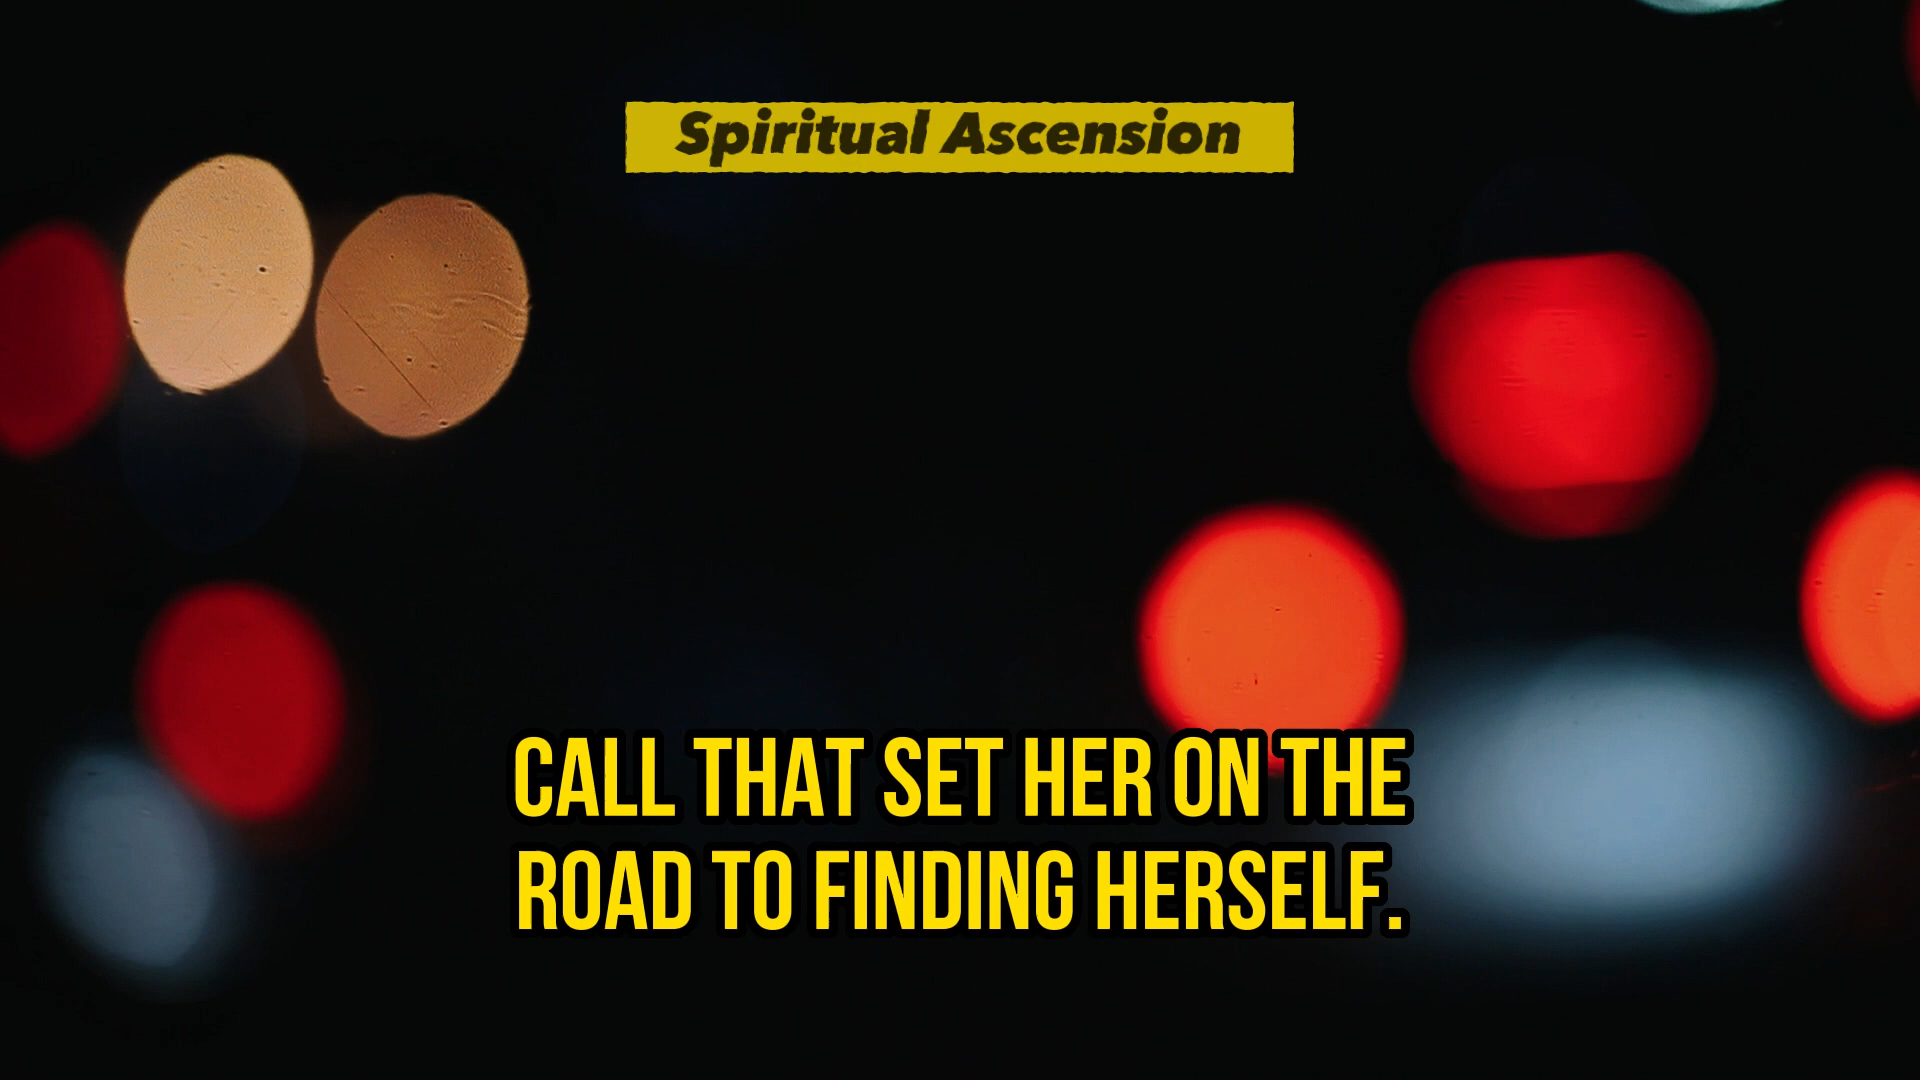 Spiritual Ascension
CALL THAT SET HER ON THE
ROAD TO FINDING HERSELF.